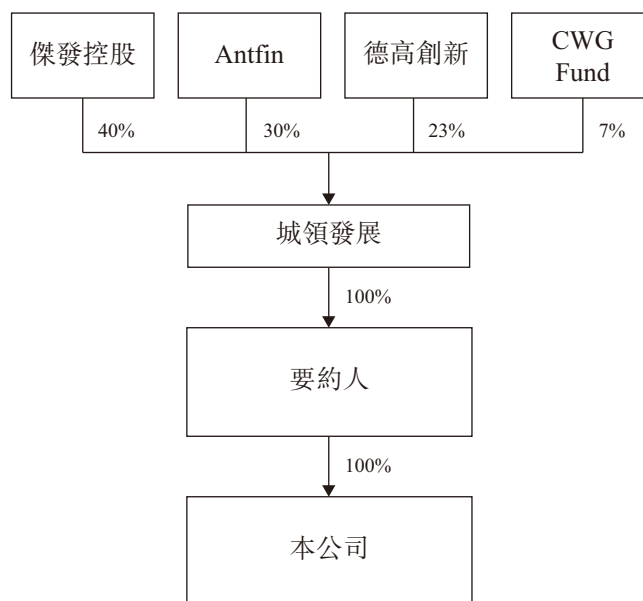 傑發控股
Antfin
德高創新
CWG
Fund
40%
30%
23%
7%
城領發展
100%
要約人
100%
本公司